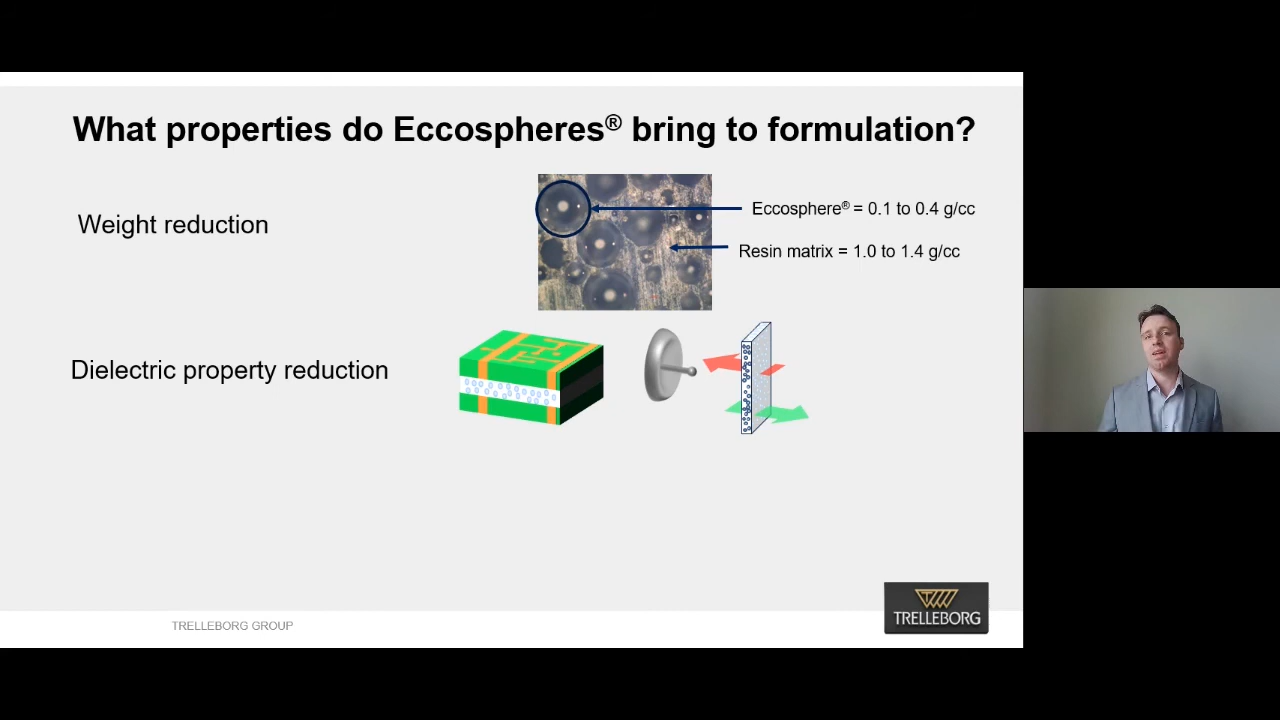 What properties do Eccospheres® bring to formulation?
Weight reduction
Eccosphere® = 0.1 to 0.4 g/cc
Resin matrix = 1.0 to 1.4 g/cc
Dielectric property reduction
TRELLEBORG GROUP
TRELLEBORG